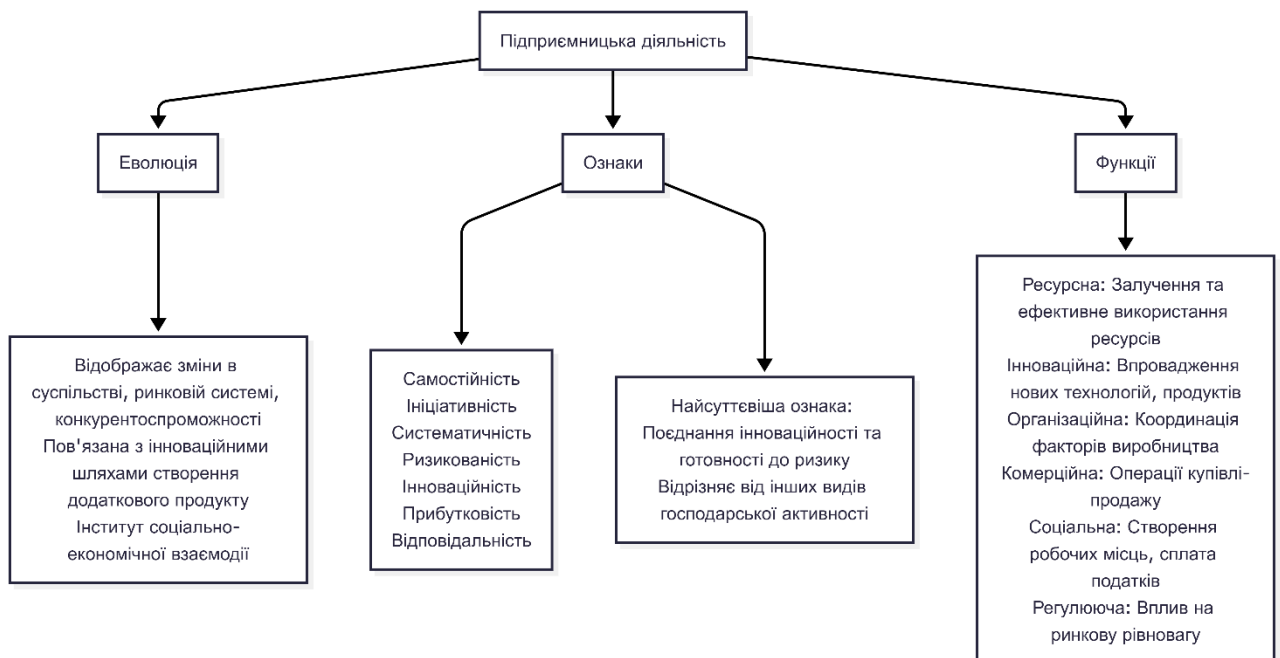 Підприємницька діяльність
Еволюція
Ознаки
Функції
Відображає зміни в
суспільстві, ринковій системі,
конкурентоспроможності
Пов'язана з інноваційними
шляхами створення
додаткового продукту
Інститут соціально-
економічної взаємодії
Самостійність
Ініціативність
Систематичність
Ризикованість
Інноваційність
Прибутковість
Відповідальність
Найсуттєвіша ознака:
Поєднання інноваційності та
готовності до ризику
Відрізняє від інших видів
господарської активності
Ресурсна: Залучення та
ефективне використання
ресурсів
Інноваційна: Впровадження
нових технологій, продуктів
Організаційна: Координація
факторів виробництва
Комерційна: Операції купівлі-
продажу
Соціальна: Створення
робочих місць, сплата
податків
Регулююча: Вплив на
ринкову рівновагу